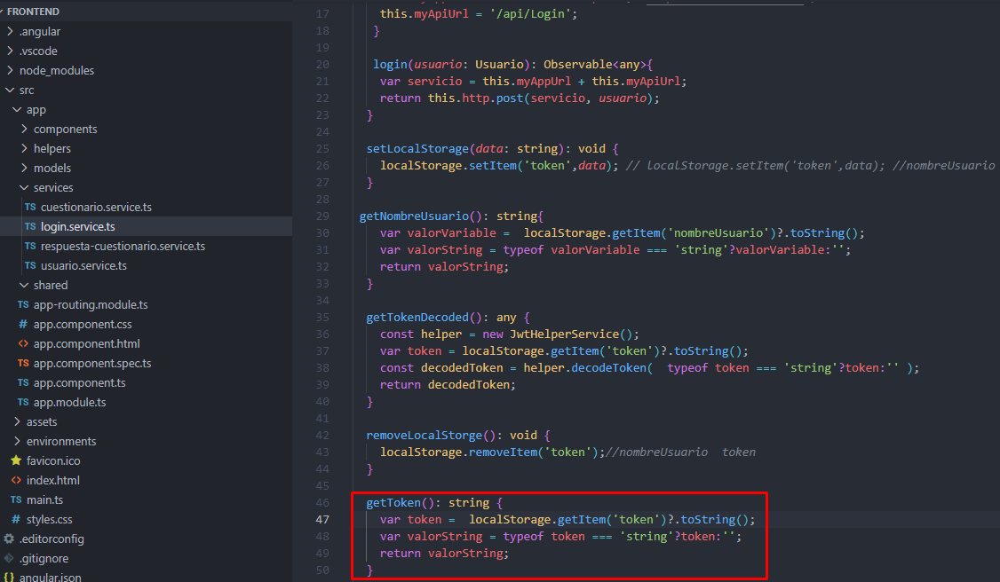 FRONTEND
.angular
.vscode
node_modules
src
app
components
helpers
models
services
TS cuestionario.service.ts
TS login.service.ts
TS respuesta-cuestionario.service.ts
TS usuario.service.ts
shared
TS app-routing.module.ts
# app.component.css
<> app.component.html
TS app.component.spec.ts
TS app.component.ts
TS app.module.ts
assets
environments
favicon.ico
<> index.html
TS main.ts
# styles.css
.editorconfig
.gitignore
{} angular.json
17 this.myApiUrl = '/api/Login';
18 }
19
20 login(usuario: Usuario): Observable<any>{
21 var servicio = this.myAppUrl + this.myApiUrl;
22 return this.http.post(servicio, usuario);
23 }
24
25 setLocalStorage(data: string): void {
26 localStorage.setItem('token',data); // localStorage.setItem('token',data); //nombreUsuario
27 }
28
29 getNombreUsuario(): string{
30 var valorVariable =  localStorage.getItem('nombreUsuario')?.toString();
31 var valorString = typeof valorVariable === 'string'?valorVariable:'';
32 return valorString;
33 }
34
35 getTokenDecoded(): any {
36 const helper = new JwtHelperService();
37 var token = localStorage.getItem('token')?.toString();
38 const decodedToken = helper.decodeToken(  typeof token === 'string'?token:'' );
39 return decodedToken;
40 }
41
42 removeLocalStorge(): void {
43 localStorage.removeItem('token');//nombreUsuario  token
44 }
45
46 getToken(): string {
47 var token =  localStorage.getItem('token')?.toString();
48 var valorString = typeof token === 'string'?token:'';
49 return valorString;
50 }